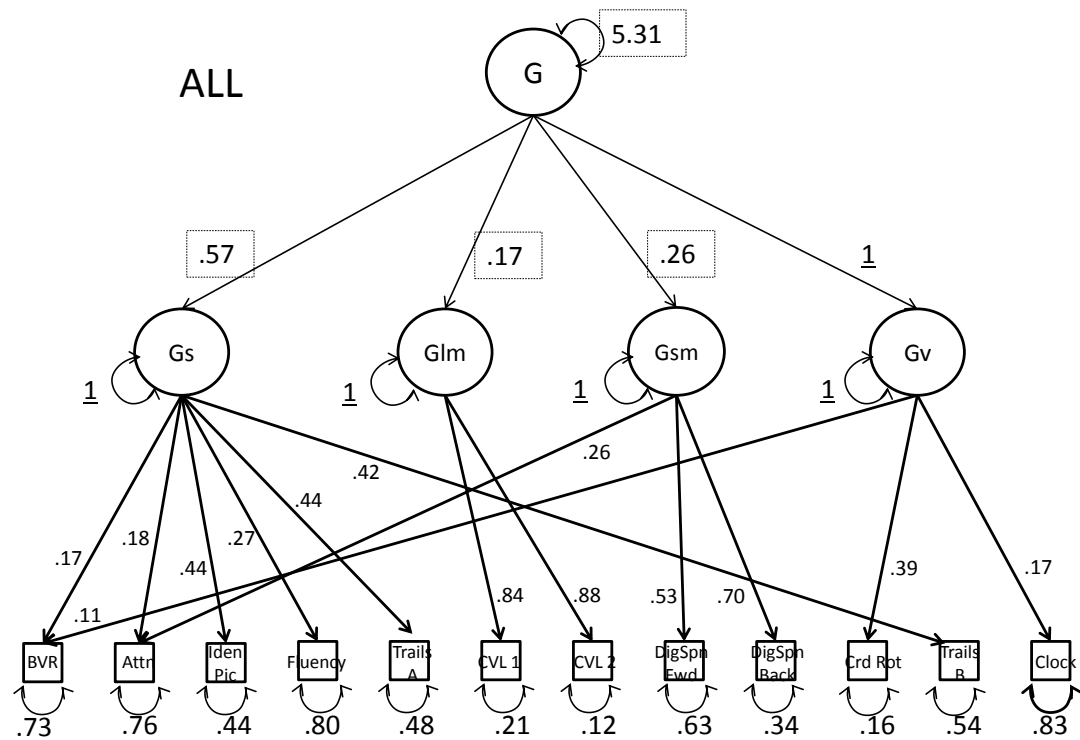 5.31
G
ALL
.57
.17
.26
1
Gs
Glm
Gsm
Gv
1
1
1
1
.42
.26
.44
.17
.18
.44
.27
.11
.84
.88
.53
.70
.39
.17
BVR
Attn
Iden
Pic
Fluency
Trails
A
CVL 1
CVL 2
DigSpn
Fwd
DigSpn
Back
Crd Rot
Trails
B
Clock
.73
.76
.44
.80
.48
.21
.12
.63
.34
.16
.54
.83